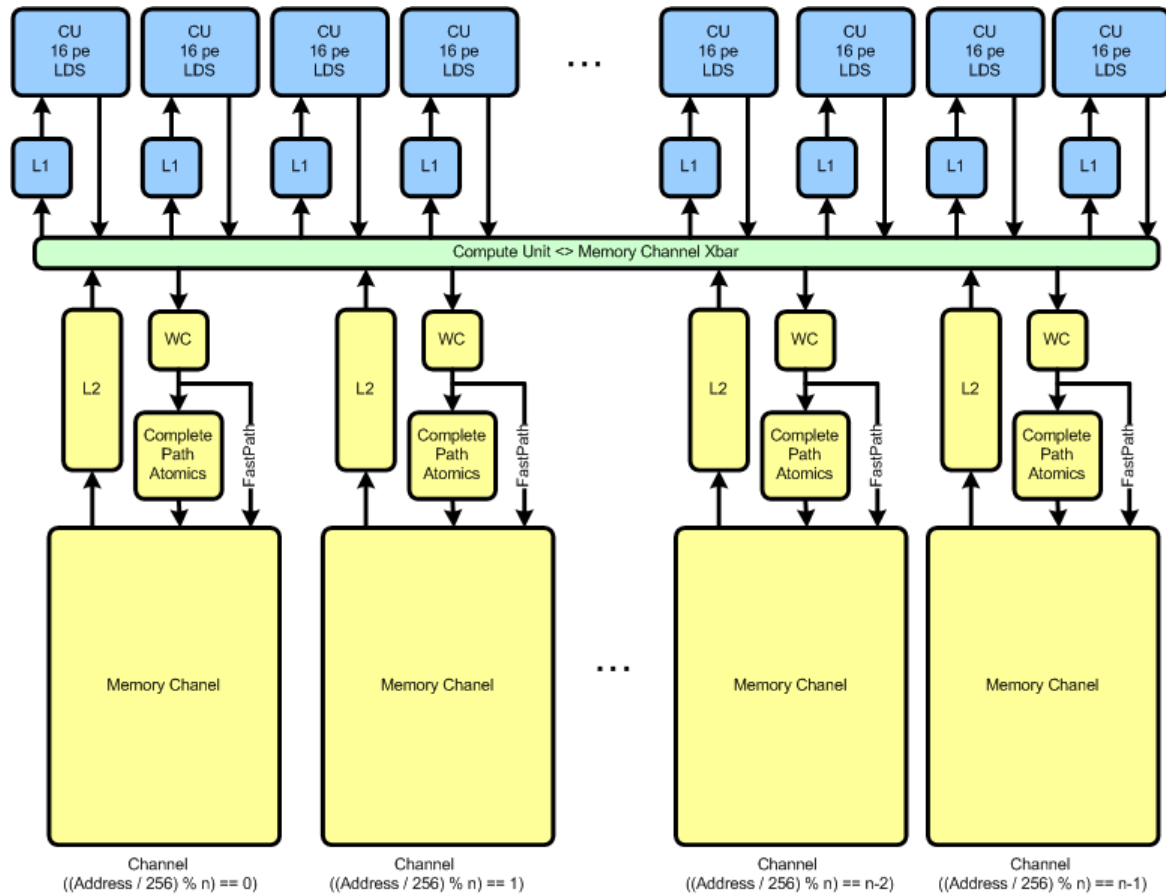 CU
16 pe
LDS
CU
16 pe
LDS
CU
16 pe
LDS
CU
16 pe
LDS
...
CU
16 pe
LDS
CU
16 pe
LDS
CU
16 pe
LDS
CU
16 pe
LDS
L1
L1
L1
L1
L1
L1
L1
L1
Compute Unit <> Memory Channel Xbar
L2
WC
Complete
Path
Atomics
FastPath
L2
WC
Complete
Path
Atomics
FastPath
L2
WC
Complete
Path
Atomics
FastPath
L2
WC
Complete
Path
Atomics
FastPath
Memory Chanel
Memory Chanel
...
Memory Chanel
Memory Chanel
Channel
((Address / 256) % n) == 0)
Channel
((Address / 256) % n) == 1)
Channel
((Address / 256) % n) == n-2)
Channel
((Address / 256) % n) == n-1)